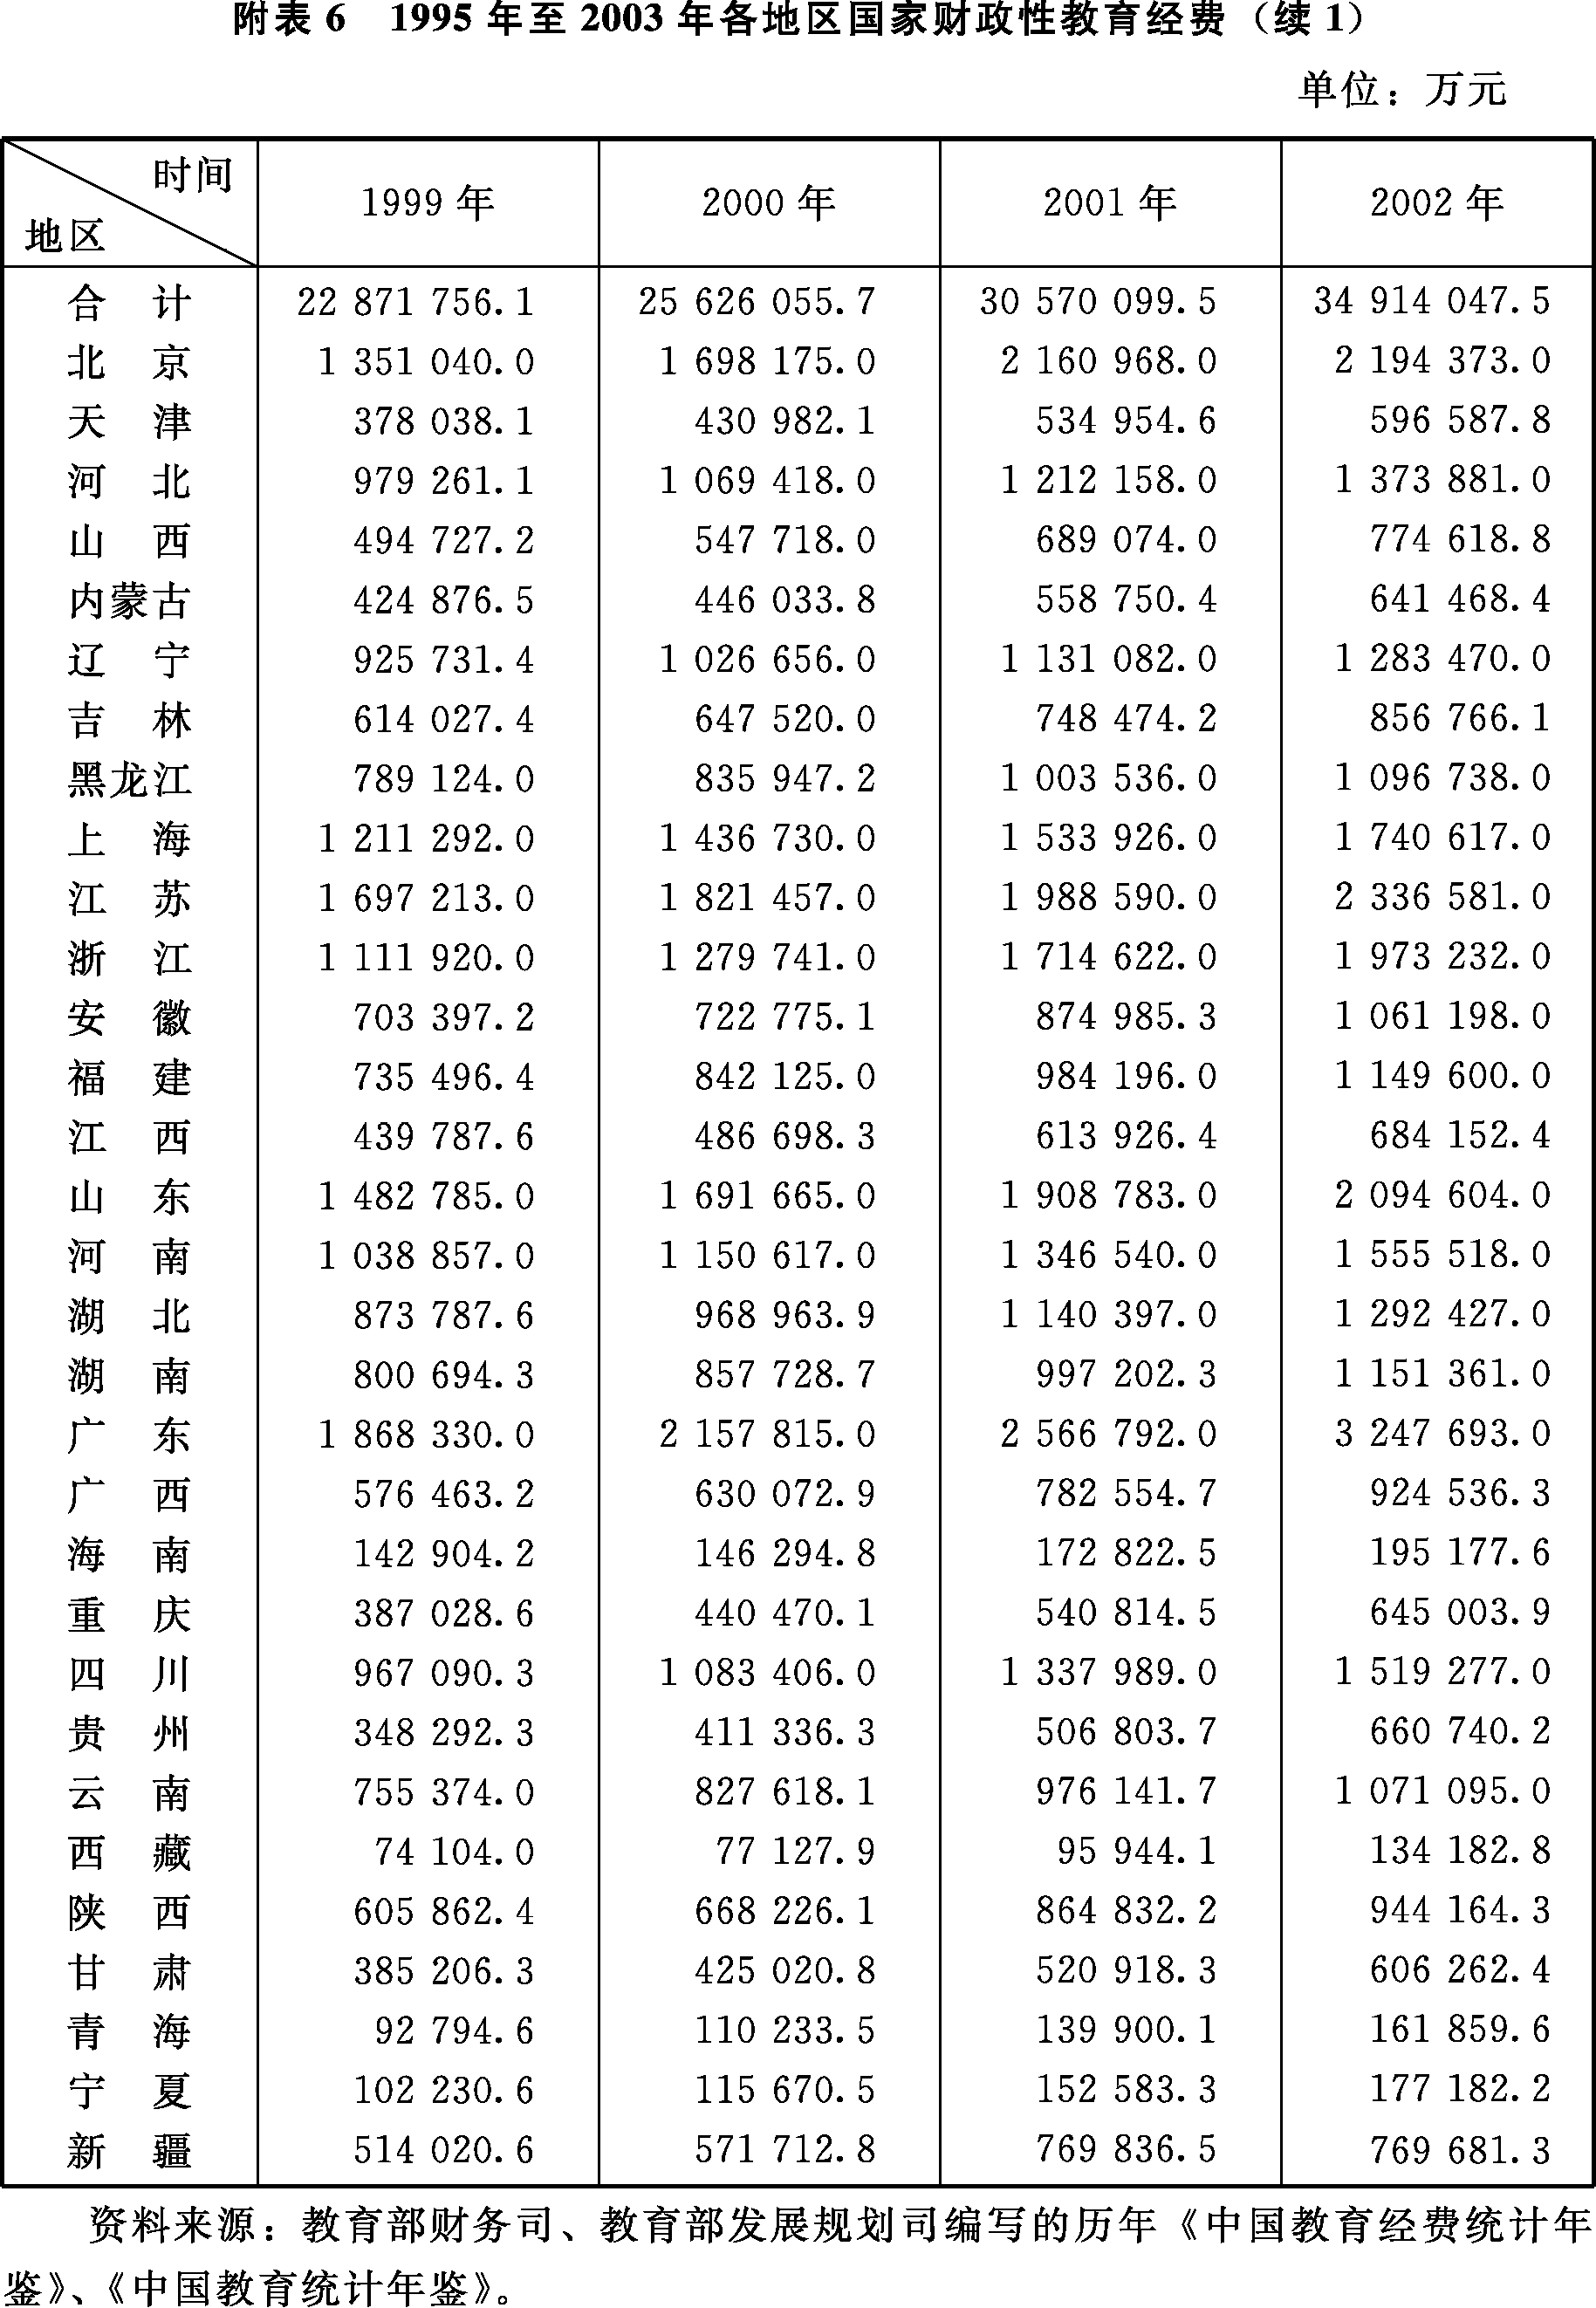 附表 6　1995 年至 2003 年各地区国家财政性教育经费（续 1）
单位：万元
时间
地区 1999 年 2000 年 2001 年 2002 年
合计 22 871 756.1 25 626 055.7 30 570 099.5 34 914 047.5
北京 1 351 040.0 1 698 175.0 2 160 968.0 2 194 373.0
天津 378 038.1 430 982.1 534 954.6 596 587.8
河北 979 261.1 1 069 418.0 1 212 158.0 1 373 881.0
山西 494 727.2 547 718.0 689 074.0 774 618.8
内蒙古 424 876.5 446 033.8 558 750.4 641 468.4
辽宁 925 731.4 1 026 656.0 1 131 082.0 1 283 470.0
吉林 614 027.4 647 520.0 748 474.2 856 766.1
黑龙江 789 124.0 835 947.2 1 003 536.0 1 096 738.0
上海 1 211 292.0 1 436 730.0 1 533 926.0 1 740 617.0
江苏 1 697 213.0 1 821 457.0 1 988 590.0 2 336 581.0
浙江 1 111 920.0 1 279 741.0 1 714 622.0 1 973 232.0
安徽 703 397.2 722 775.1 874 985.3 1 061 198.0
福建 735 496.4 842 125.0 984 196.0 1 149 600.0
江西 439 787.6 486 698.3 613 926.4 684 152.4
山东 1 482 785.0 1 691 665.0 1 908 783.0 2 094 604.0
河南 1 038 857.0 1 150 617.0 1 346 540.0 1 555 518.0
湖北 873 787.6 968 963.9 1 140 397.0 1 292 427.0
湖南 800 694.3 857 728.7 997 202.3 1 151 361.0
广东 1 868 330.0 2 157 815.0 2 566 792.0 3 247 693.0
广西 576 463.2 630 072.9 782 554.7 924 536.3
海南 142 904.2 146 294.8 172 822.5 195 177.6
重庆 387 028.6 440 470.1 540 814.5 645 003.9
四川 967 090.3 1 083 406.0 1 337 989.0 1 519 277.0
贵州 348 292.3 411 336.3 506 803.7 660 740.2
云南 755 374.0 827 618.1 976 141.7 1 071 095.0
西藏 74 104.0 77 127.9 95 944.1 134 182.8
陕西 605 862.4 668 226.1 864 832.2 944 164.3
甘肃 385 206.3 425 020.8 520 918.3 606 262.4
青海 92 794.6 110 233.5 139 900.1 161 859.6
宁夏 102 230.6 115 670.5 152 583.3 177 182.2
新疆 514 020.6 571 712.8 769 836.5 769 681.3
资料来源：教育部财务司、教育部发展规划司编写的历年《中国教育经费统计年
鉴》、《中国教育统计年鉴》。